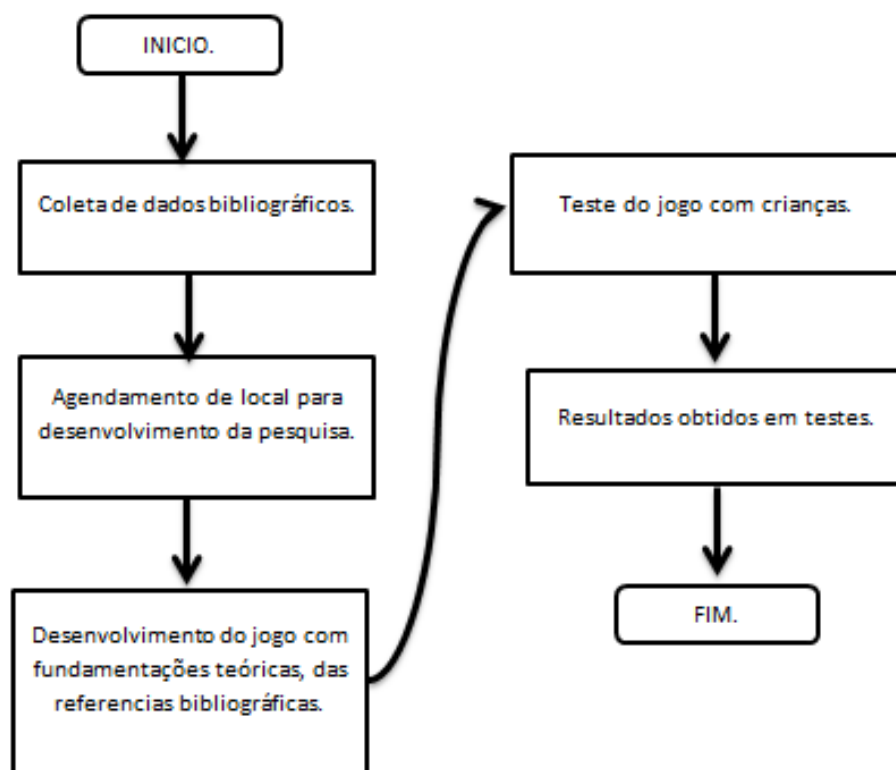 INICIO.
Coleta de dados bibliográficos.
Agendamento de local para
desenvolvimento da pesquisa.
Desenvolvimento do jogo com
fundamentações teóricas, das
referencias bibliográficas.
Teste do jogo com crianças.
Resultados obtidos em testes.
FIM.